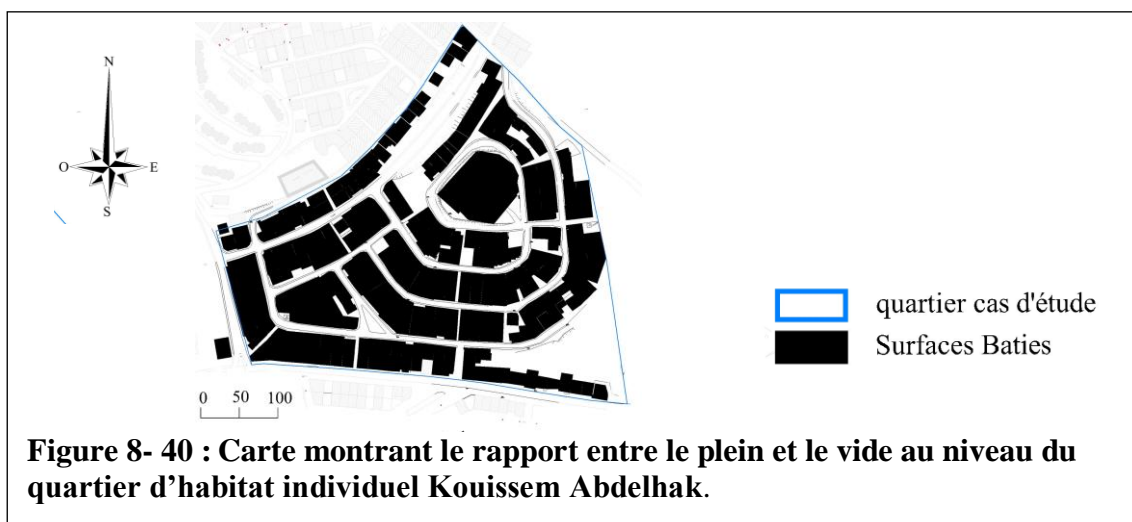 N
O
E
S
quartier cas d'étude
Surfaces Baties
0 50 100
Figure 8- 40 : Carte montrant le rapport entre le plein et le vide au niveau du
quartier d’habitat individuel Kouissem Abdelhak.